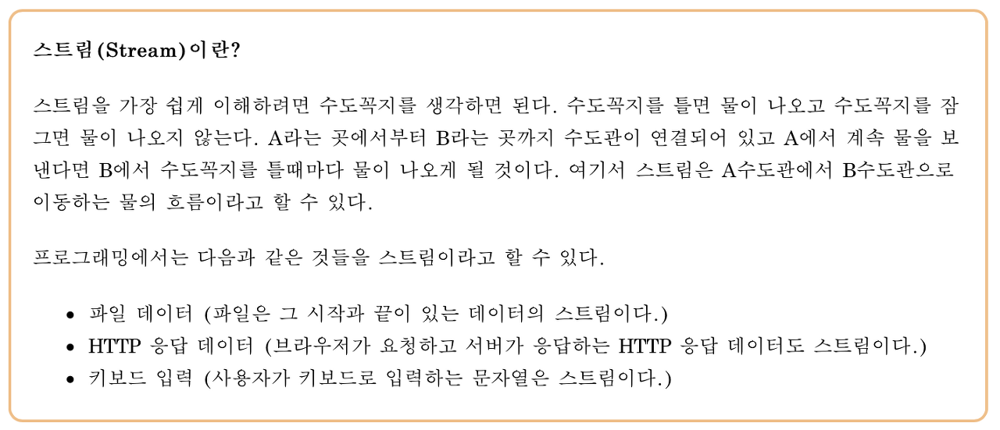 스트림(Stream)이란?
스트림을 가장 쉽게 이해하려면 수도꼭지를 생각하면 된다. 수도꼭지를 틀면 물이 나오고 수도꼭지를 잠
그면 물이 나오지 않는다. A라는 곳에서부터 B라는 곳까지 수도관이 연결되어 있고 A에서 계속 물을 보
낸다면 B에서 수도꼭지를 틀때마다 물이 나오게 될 것이다. 여기서 스트림은 A수도관에서 B수도관으로
이동하는 물의 흐름이라고 할 수 있다.
프로그래밍에서는 다음과 같은 것들을 스트림이라고 할 수 있다.
• 파일 데이터 (파일은 그 시작과 끝이 있는 데이터의 스트림이다.)
• HTTP 응답 데이터 (브라우저가 요청하고 서버가 응답하는 HTTP 응답 데이터도 스트림이다.)
• 키보드 입력 (사용자가 키보드로 입력하는 문자열은 스트림이다.)